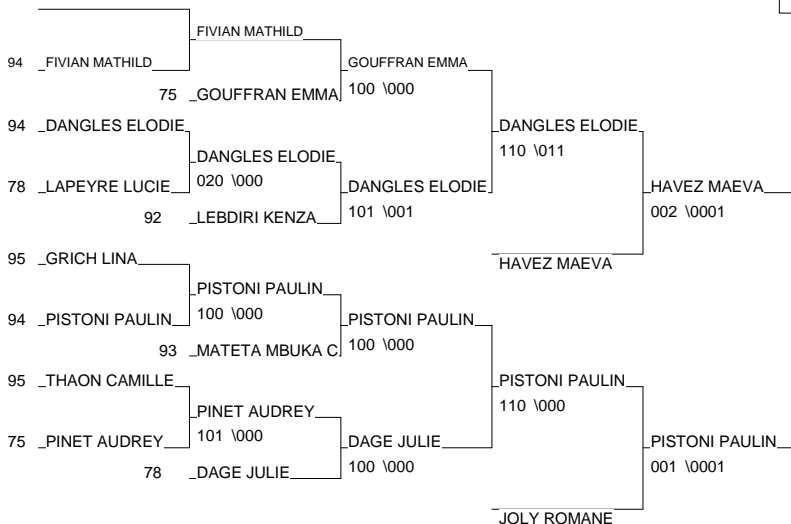 FIVIAN MATHILD
94 FIVIAN MATHILD GOUFFRAN EMMA
75 GOUFFRAN EMMA 100 \000
94 DANGLES ELODIE DANGLES ELODIE
110 \011
DANGLES ELODIE
78 LAPEYRE LUCIE 020 \000 DANGLES ELODIE HAVEZ MAEVA
92 LEBDIRI KENZA 101 \001 002 \0001
95 GRICH LINA HAVEZ MAEVA
PISTONI PAULIN
94 PISTONI PAULIN 100 \000 PISTONI PAULIN
93 MATETA MBUKA C 100 \000
95 THAON CAMILLE PISTONI PAULIN
110 \000
PINET AUDREY
75 PINET AUDREY 101 \000 DAGE JULIE PISTONI PAULIN
78 DAGE JULIE 100 \000 001 \0001
JOLY ROMANE